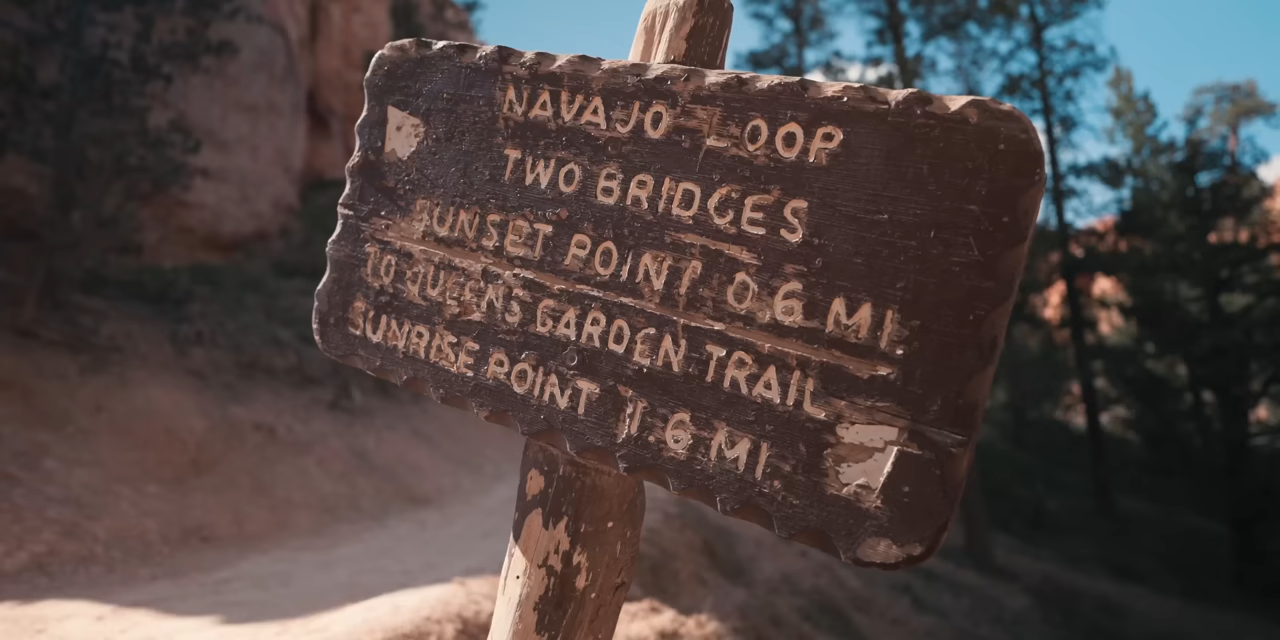 NAVAJO LOOP
TWO BRIDGES
SUNSET POINT 0.6 MI
TO QUEENS GARDEN TRAIL
SUNRISE POINT 1.6 MI